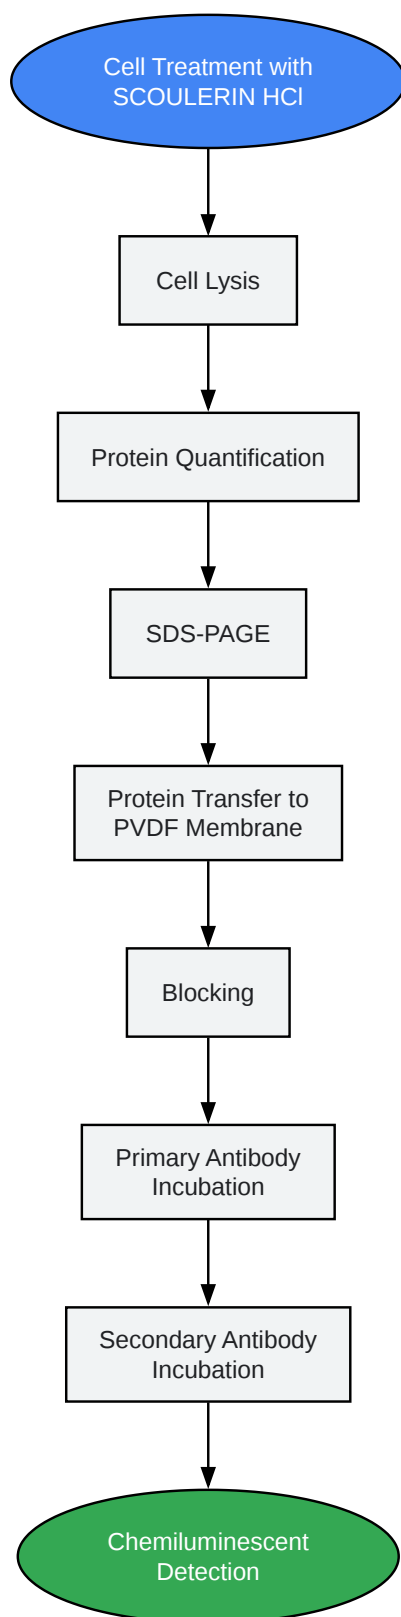 Cell Treatment with
SCOULERIN HCl
Cell Lysis
Protein Quantification
SDS-PAGE
Protein Transfer to
PVDF Membrane
Blocking
Primary Antibody
Incubation
Secondary Antibody
Incubation
Chemiluminescent
Detection